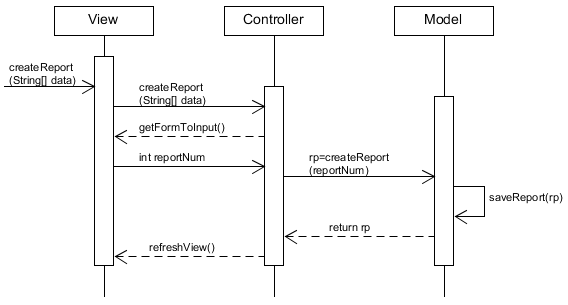 View
Controller
Model
createReport
(String[] data)
createReport
(String[] data)
getFormToInput()
int reportNum
rp=createReport
(reportNum)
saveReport(rp)
return rp
refreshView()